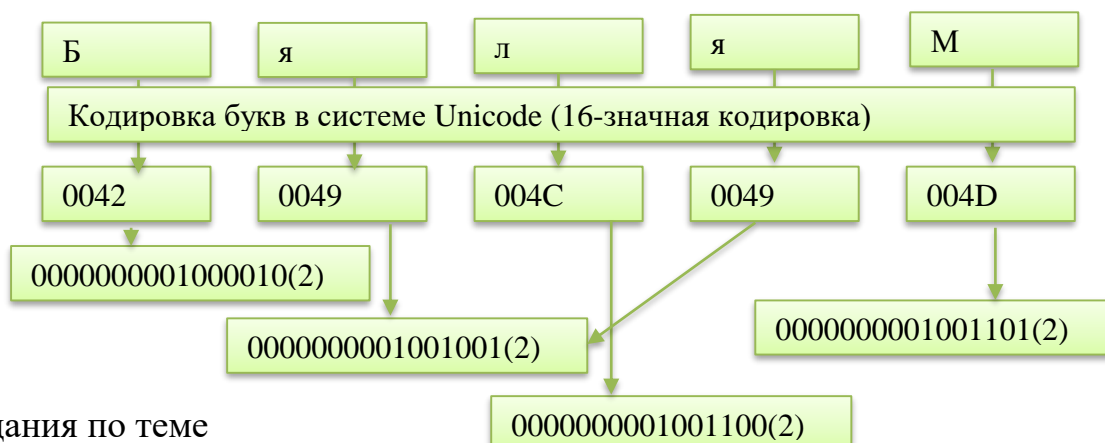 Б я л я М
Кодировка букв в системе Unicode (16-значная кодировка)
0042 0049 004C 0049 004D
0000000001000010(2)
0000000001001001(2)
0000000001001101(2)
0000000001001100(2)
дания по теме